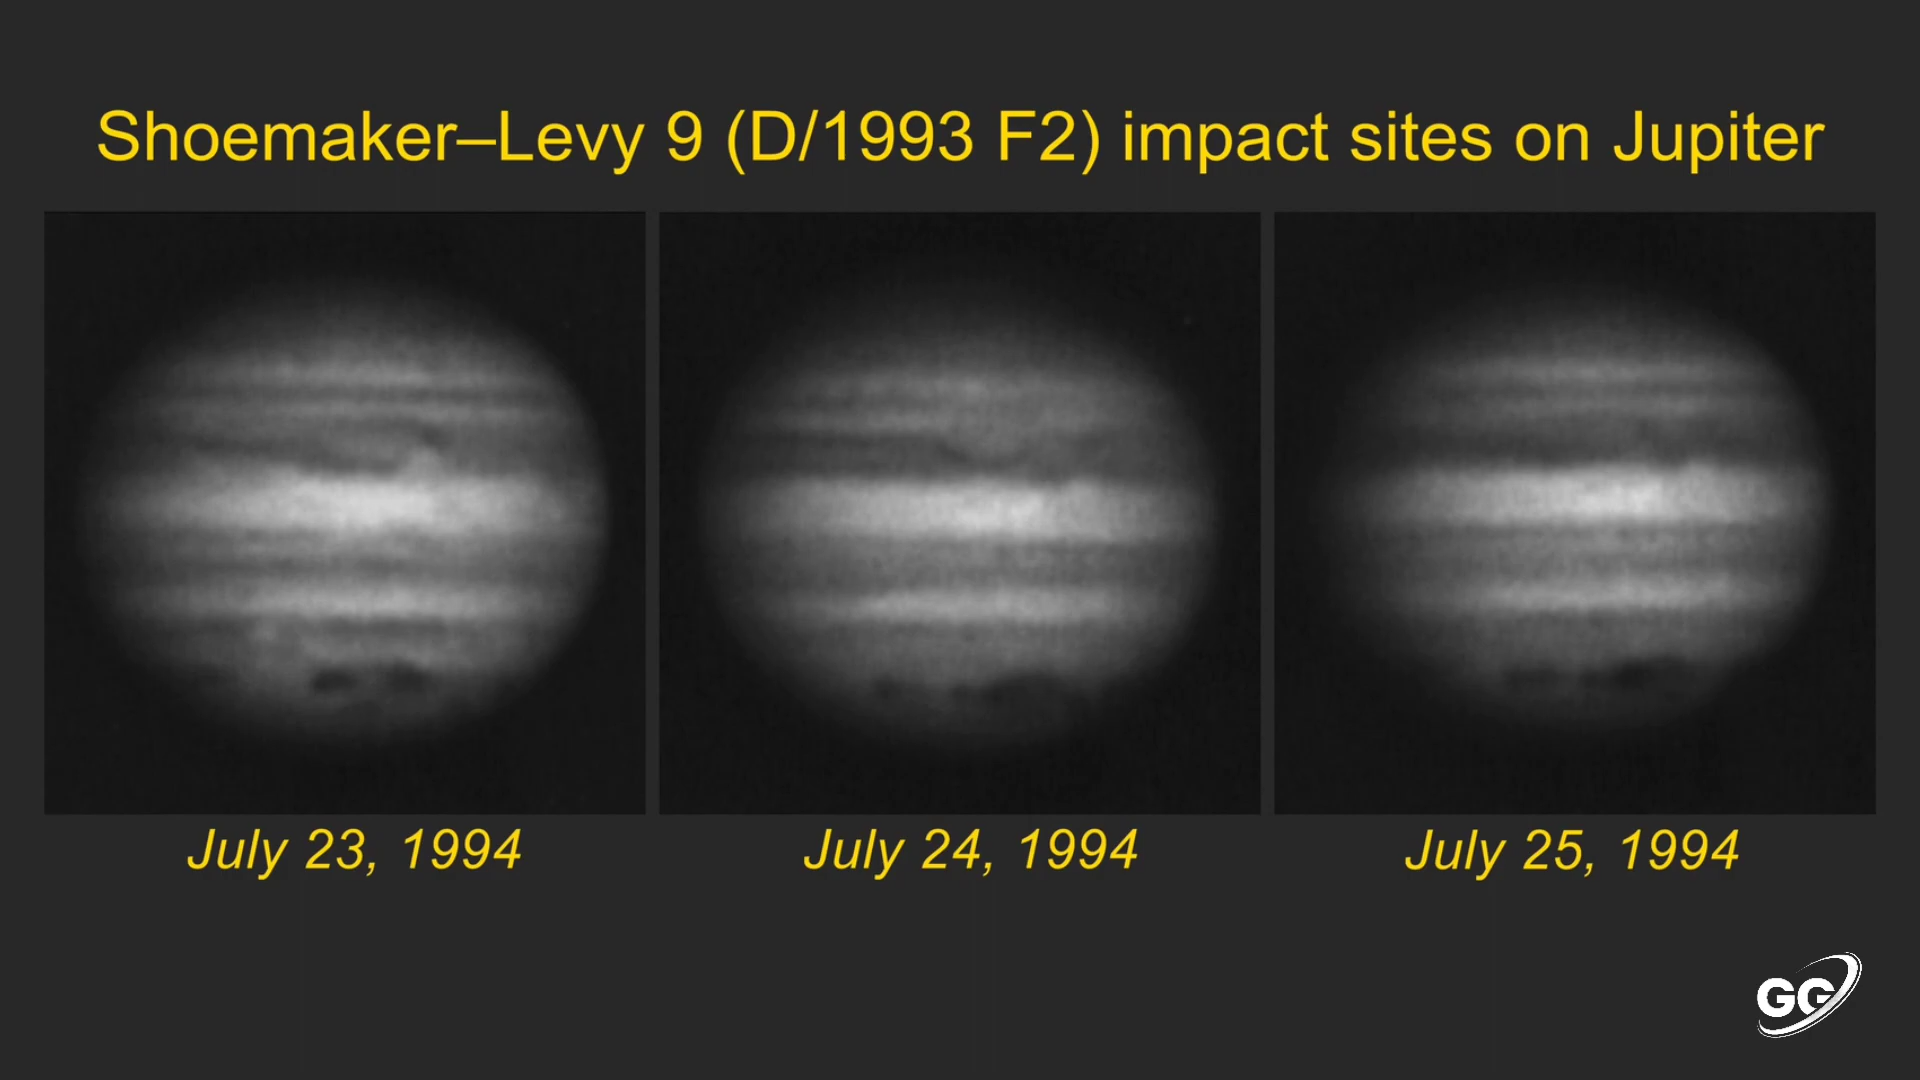 Shoemaker–Levy 9 (D/1993 F2) impact sites on Jupiter
July 23, 1994
July 24, 1994
July 25, 1994
GG